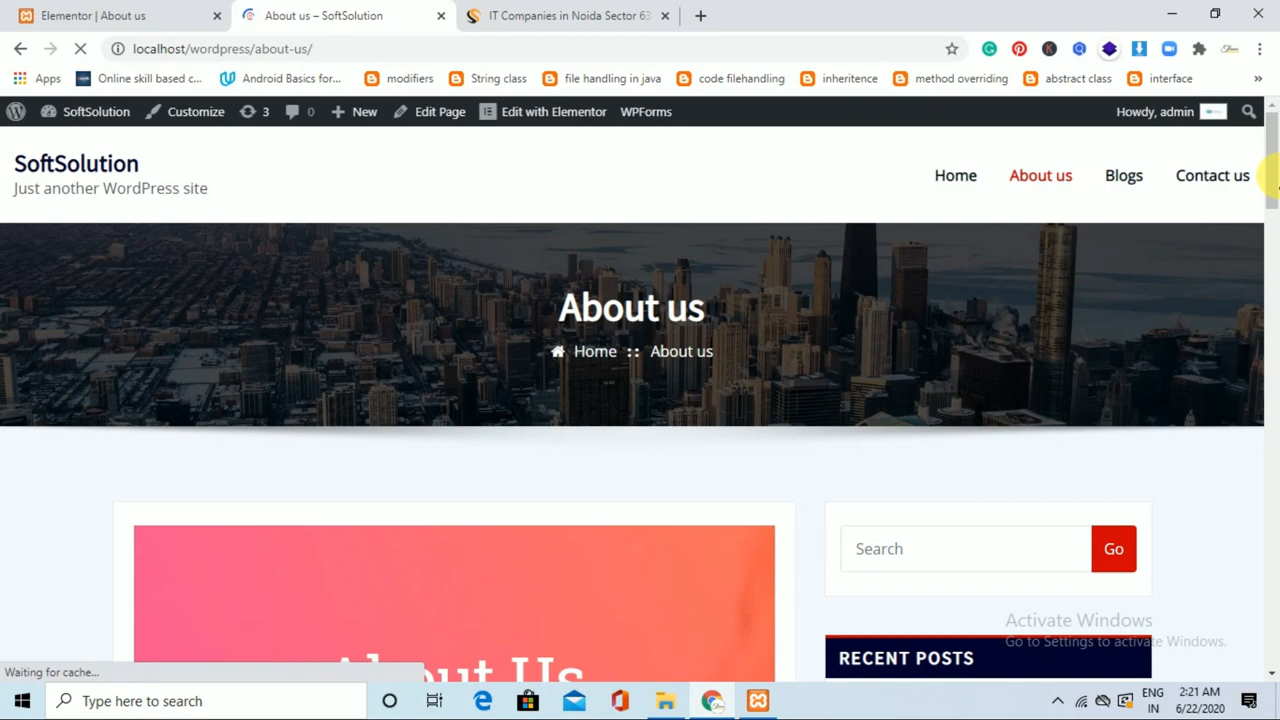 Elementor | About us
About us – SoftSolution
IT Companies in Noida Sector 63
localhost/wordpress/about-us/
Apps
Online skill based c...
Android Basics for...
modifiers
String class
file handling in java
code filehandling
inheritence
method overriding
abstract class
interface
»
SoftSolution
Customize
3
0
New
Edit Page
Edit with Elementor
WPForms
Howdy, admin
SoftSolution
Just another WordPress site
Home
About us
Blogs
Contact us
About us
Home :: About us
Search
Go
About Us
Activate Windows
Go to Settings to activate Windows.
RECENT POSTS
Waiting for cache...
Type here to search
ENG
IN
2:21 AM
6/22/2020